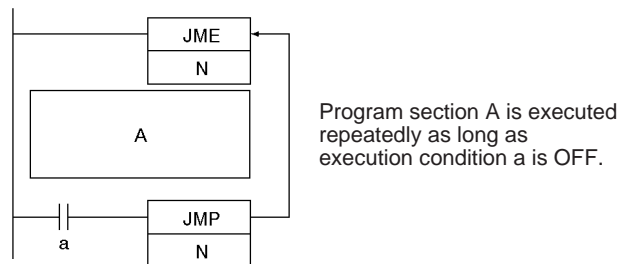 JME
N
A
Program section A is executed
repeatedly as long as
execution condition a is OFF.
JMP
N
a